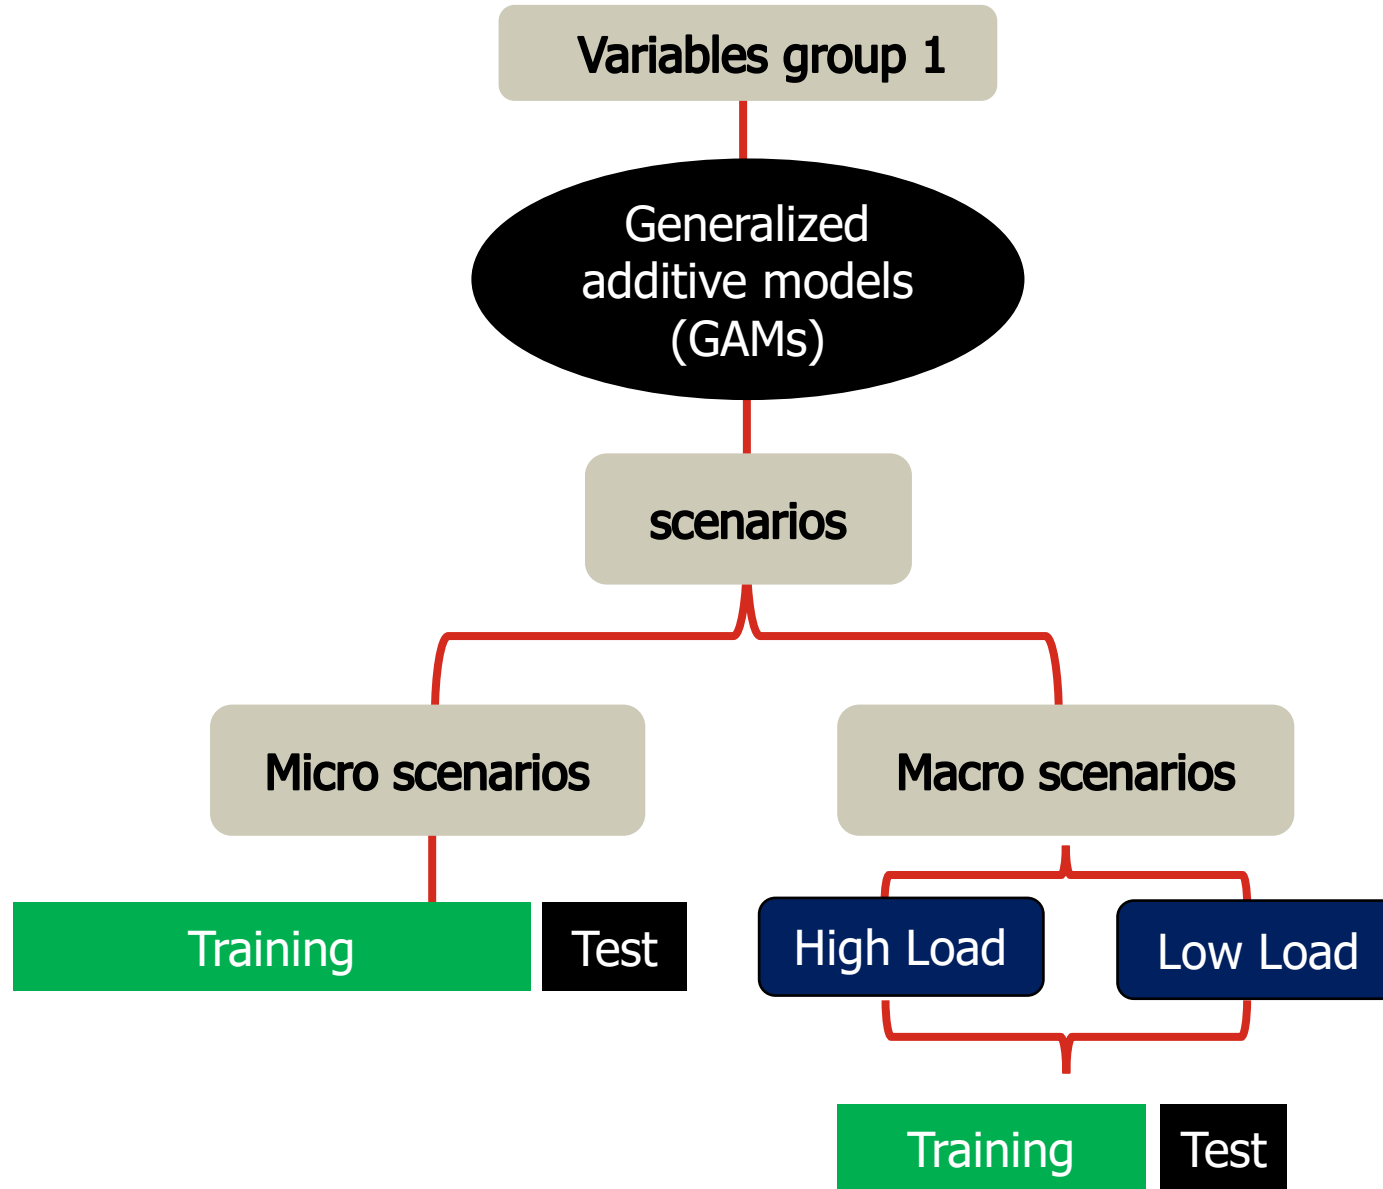 Variables group 1
Generalized
additive models
(GAMs)
scenarios
Micro scenarios
Macro scenarios
Training
Test
High Load
Low Load
Training
Test